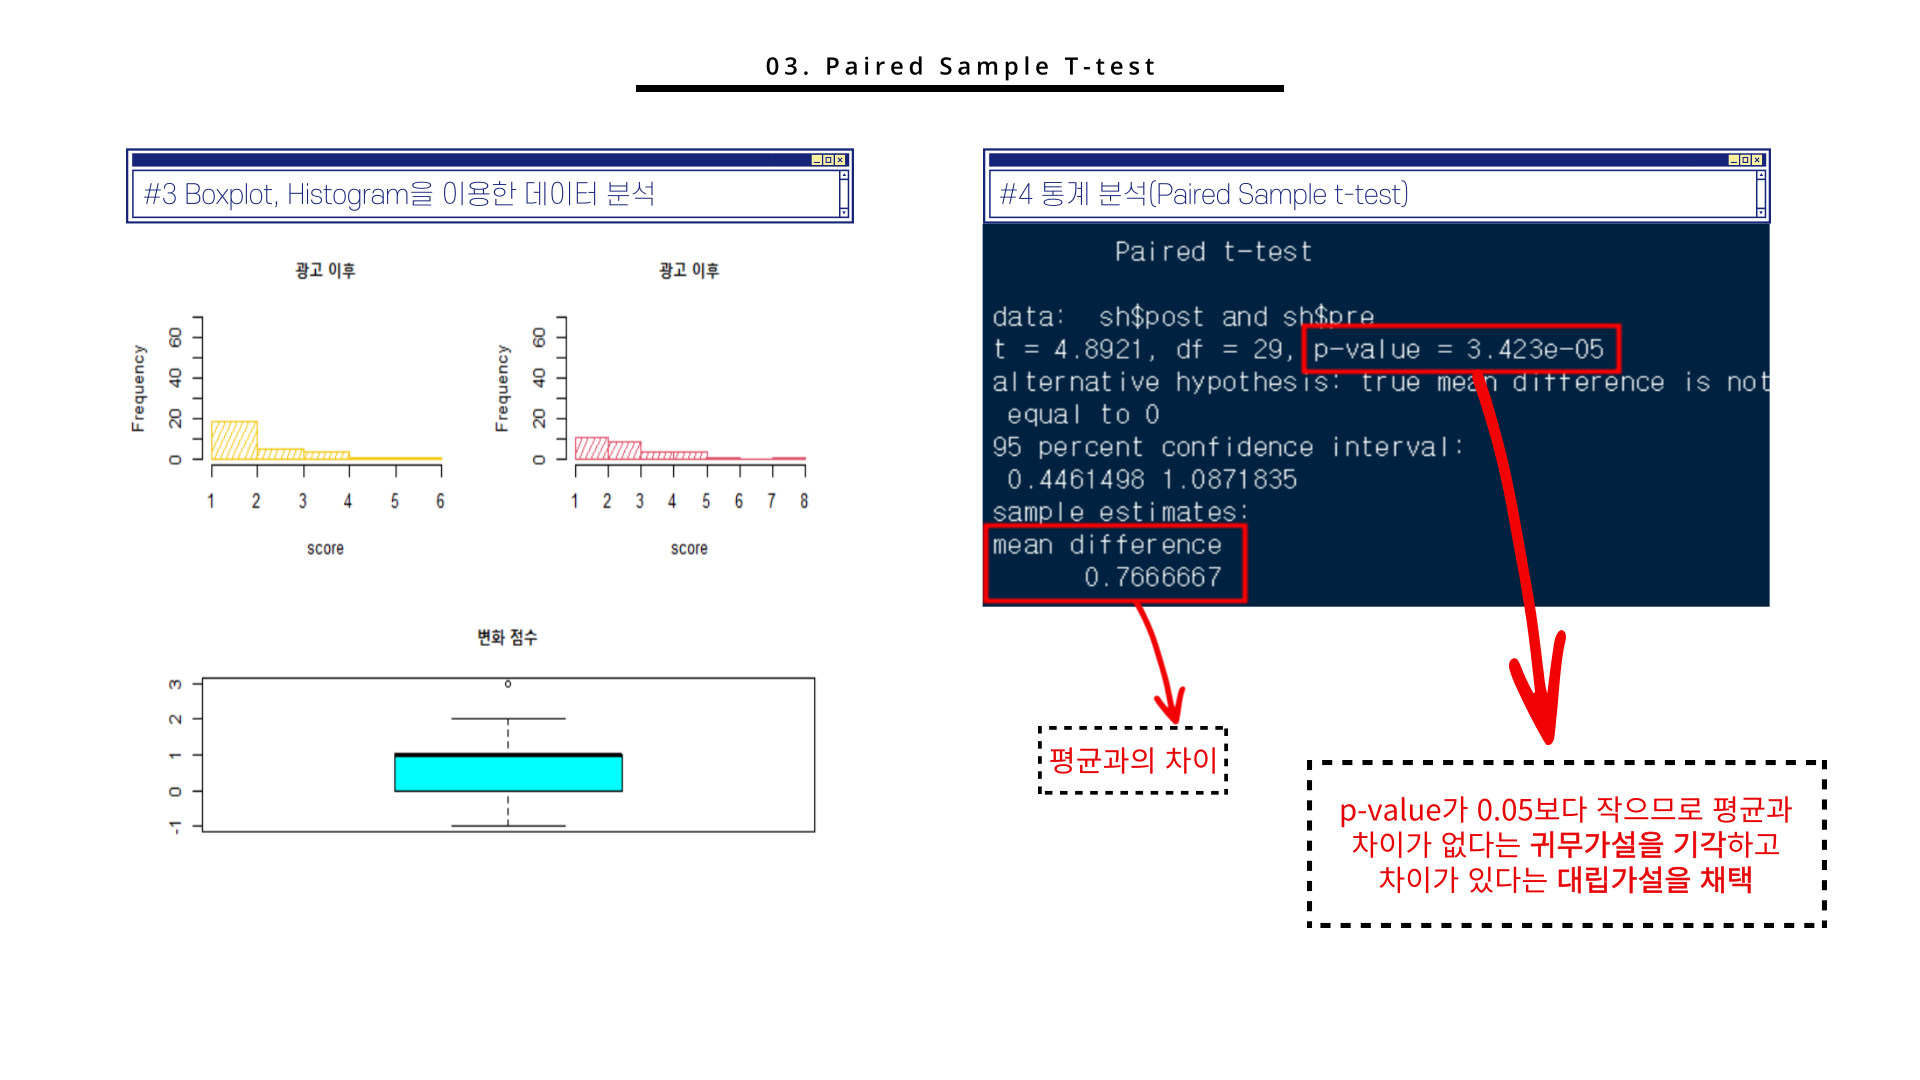 03. Paired Sample T-test
#3 Boxplot, Histogram을 이용한 데이터 분석
광고 이후
Frequency
0 20 40 60
1 2 3 4 5 6
score
광고 이후
Frequency
0 20 40 60
1 2 3 4 5 6 7 8
score
변화 점수
-1 0 1 2 3
#4 통계 분석(Paired Sample t-test)
Paired t-test
data: sh$post and sh$pre
t = 4.8921, df = 29, p-value = 3.423e-05
alternative hypothesis: true mean difference is not
equal to 0
95 percent confidence interval:
0.4461498 1.0871835
sample estimates:
mean difference
0.7666667
평균과의 차이
p-value가 0.05보다 작으므로 평균과
차이가 없다는 귀무가설을 기각하고
차이가 있다는 대립가설을 채택